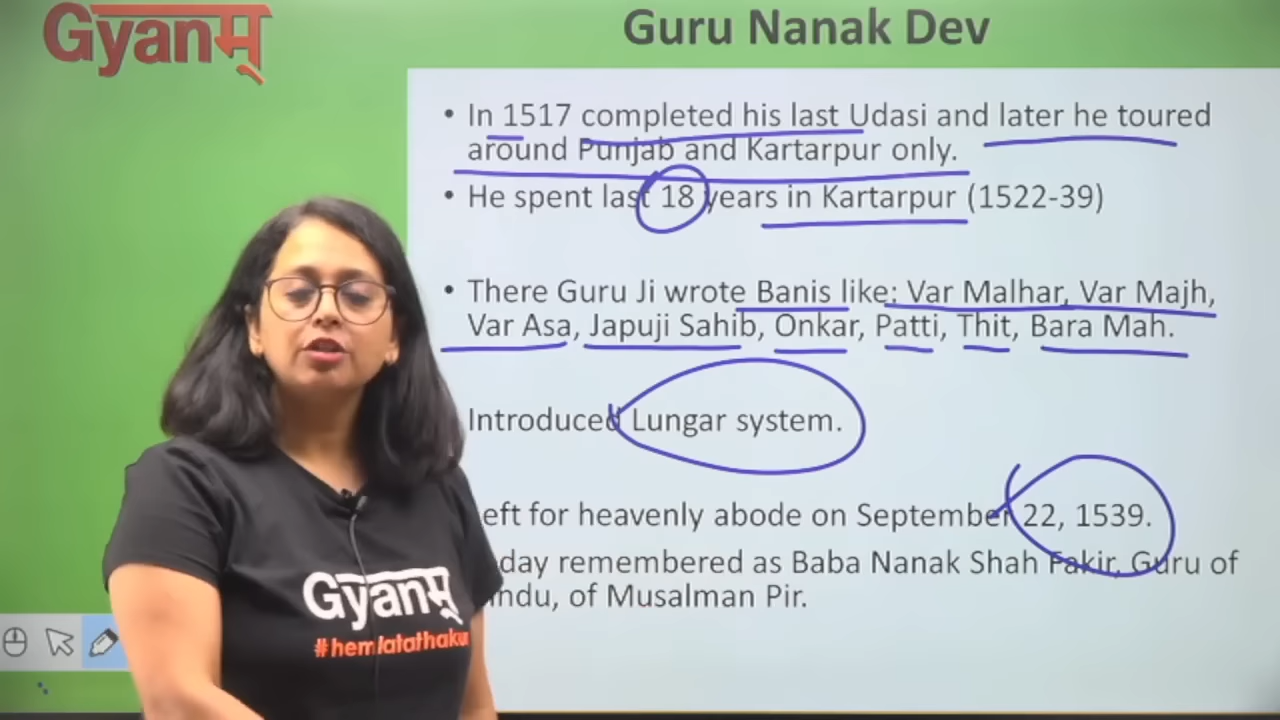 Gyanम्
Guru Nanak Dev
• In 1517 completed his last Udasi and later he toured
around Punjab and Kartarpur only.
• He spent last 18 years in Kartarpur (1522-39)
• There Guru Ji wrote Banis like: Var Malhar, Var Majh,
Var Asa, Japuji Sahib, Onkar, Patti, Thit, Bara Mah.
Introduced Lungar system.
eft for heavenly abode on September 22, 1539.
day remembered as Baba Nanak Shah Fakir, Guru of
indu, of Musalman Pir.
Gyanम्
#hemlatathakur